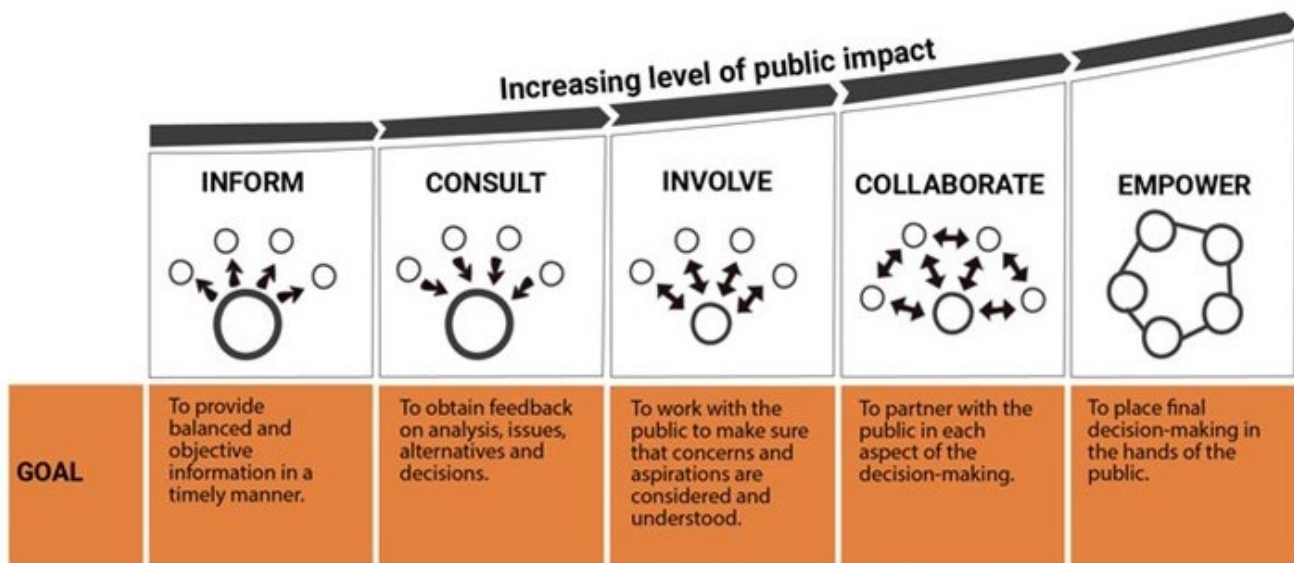 Increasing level of public impact
INFORM
CONSULT
INVOLVE
COLLABORATE
EMPOWER
GOAL
To provide
balanced and
objective
information in a
timely manner.
To obtain feedback
on analysis, issues,
alternatives and
decisions.
To work with the
public to make sure
that concerns and
aspirations are
considered and
understood.
To partner with the
public in each
aspect of the
decision-making.
To place final
decision-making in
the hands of the
public.